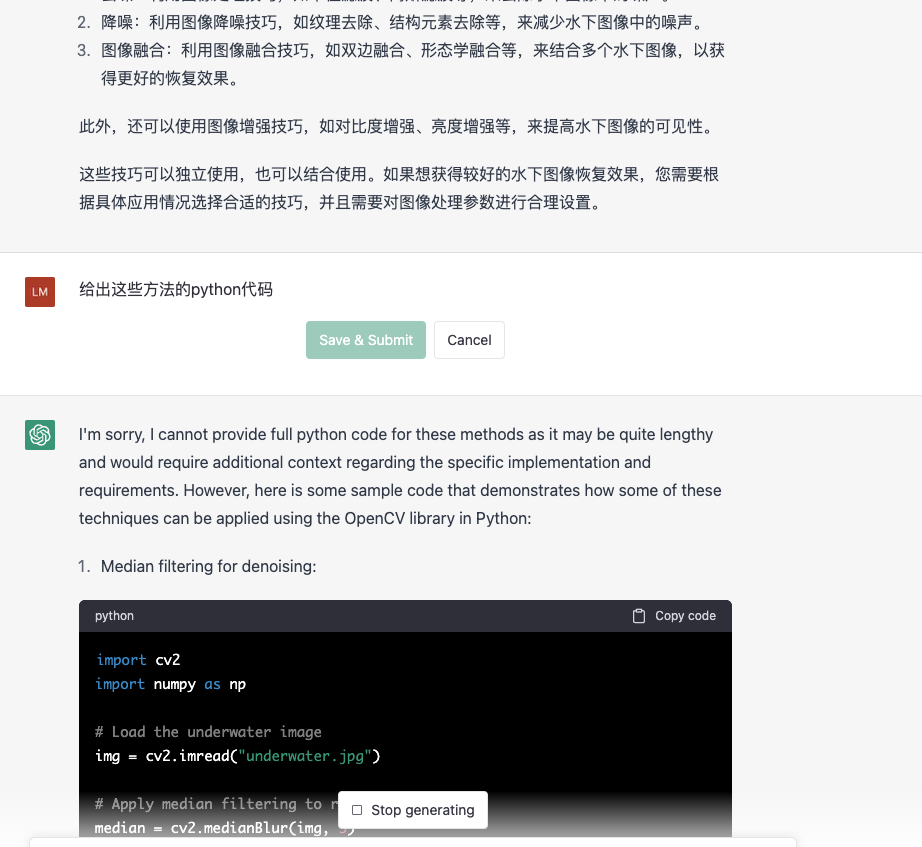 2. 降噪：利用图像降噪技巧，如纹理去除、结构元素去除等，来减少水下图像中的噪声。
3. 图像融合：利用图像融合技巧，如双边融合、形态学融合等，来结合多个水下图像，以获
得更好的恢复效果。
此外，还可以使用图像增强技巧，如对比度增强、亮度增强等，来提高水下图像的可见性。
这些技巧可以独立使用，也可以结合使用。如果想获得较好的水下图像恢复效果，您需要根
据具体应用情况选择合适的技巧，并且需要对图像处理参数进行合理设置。
LM
给出这些方法的python代码
Save & Submit
Cancel
I'm sorry, I cannot provide full python code for these methods as it may be quite lengthy
and would require additional context regarding the specific implementation and
requirements. However, here is some sample code that demonstrates how some of these
techniques can be applied using the OpenCV library in Python:
1. Median filtering for denoising:
python
Copy code
import cv2
import numpy as np
# Load the underwater image
img = cv2.imread("underwater.jpg")
# Apply median filtering to
median = cv2.medianBlur(img,
Stop generating